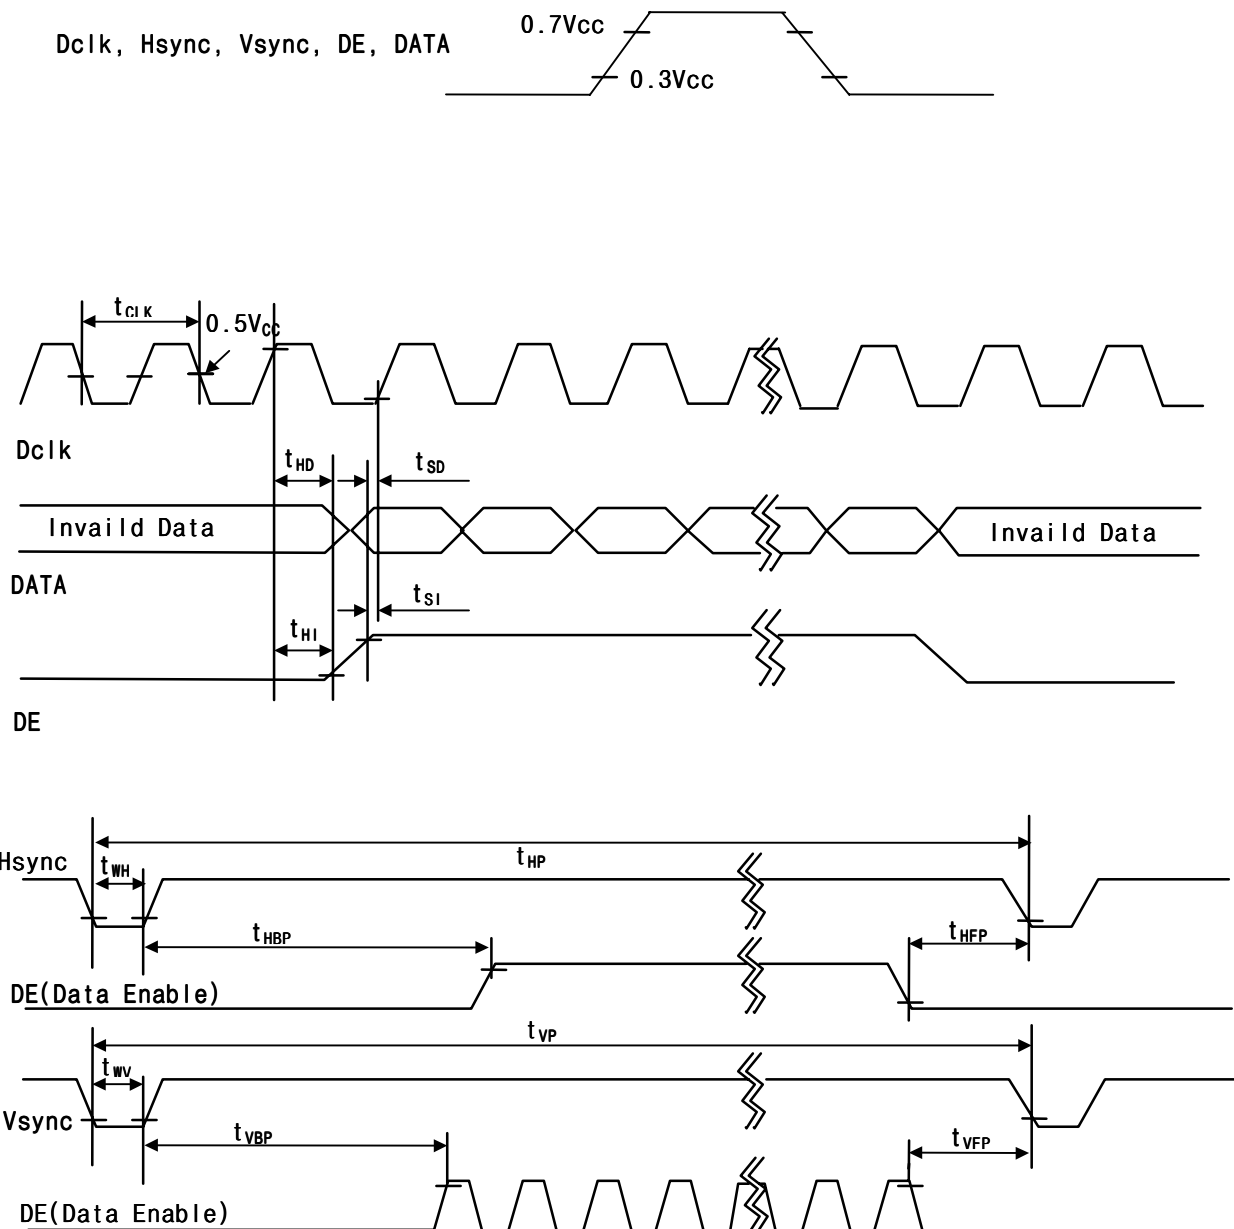 Dclk, Hsync, Vsync, DE, DATA
0.7Vcc
0.3Vcc
tCLK
0.5VCC
Dclk
tHD
tSD
Invaild Data
Invaild Data
DATA
tSI
tHI
DE
Hsync
tWH
tHP
tHBP
tHFP
DE(Data Enable)
tVP
tWV
Vsync
tVBP
tVFP
DE(Data Enable)